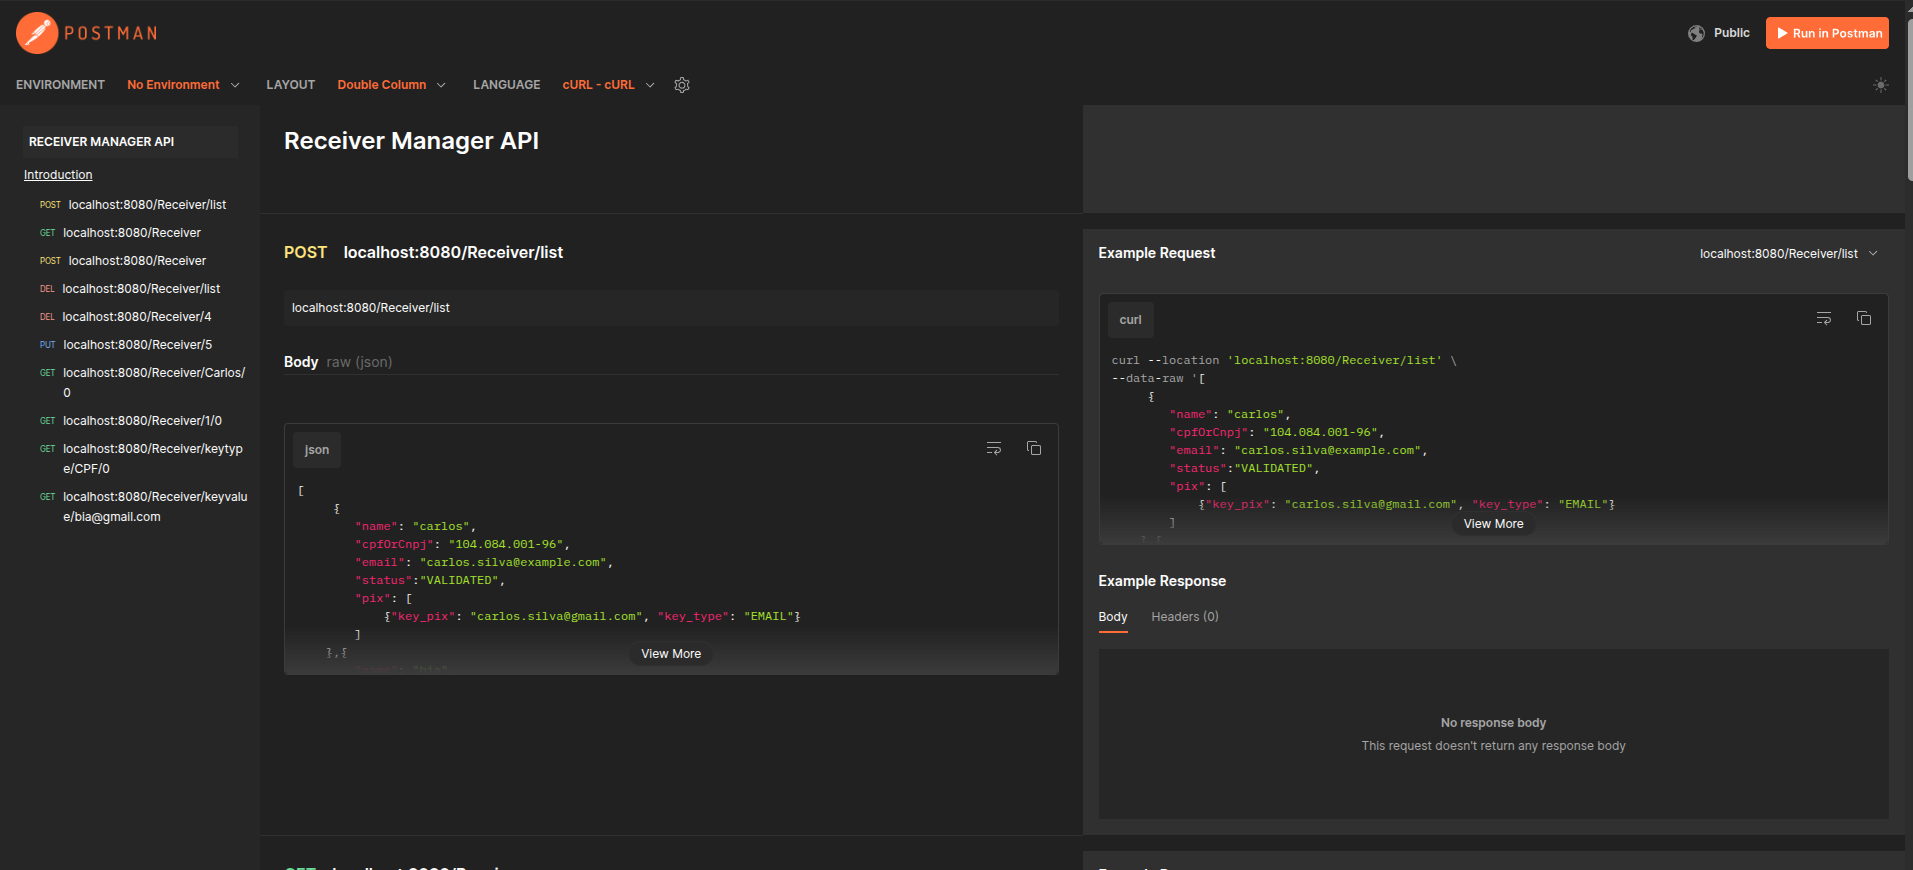 POSTMAN
Public
Run in Postman
ENVIRONMENT No Environment LAYOUT Double Column LANGUAGE cURL - cURL
RECEIVER MANAGER API
Introduction
POST localhost:8080/Receiver/list
GET localhost:8080/Receiver
POST localhost:8080/Receiver
DEL localhost:8080/Receiver/list
DEL localhost:8080/Receiver/4
PUT localhost:8080/Receiver/5
GET localhost:8080/Receiver/Carlos/
0
GET localhost:8080/Receiver/1/0
GET localhost:8080/Receiver/keytyp
e/CPF/0
GET localhost:8080/Receiver/keyvalu
e/bia@gmail.com
Receiver Manager API
POST localhost:8080/Receiver/list
localhost:8080/Receiver/list
Body raw (json)
json
[
{
"name": "carlos",
"cpfOrCnpj": "104.084.001-96",
"email": "carlos.silva@example.com",
"status":"VALIDATED",
"pix": [
{"key_pix": "carlos.silva@gmail.com", "key_type": "EMAIL"}
]
},{
View More
Example Request
localhost:8080/Receiver/list
curl
curl --location 'localhost:8080/Receiver/list' \
--data-raw '[
{
"name": "carlos",
"cpfOrCnpj": "104.084.001-96",
"email": "carlos.silva@example.com",
"status":"VALIDATED",
"pix": [
{"key_pix": "carlos.silva@gmail.com", "key_type": "EMAIL"}
]
View More
Example Response
Body Headers (0)
No response body
This request doesn't return any response body